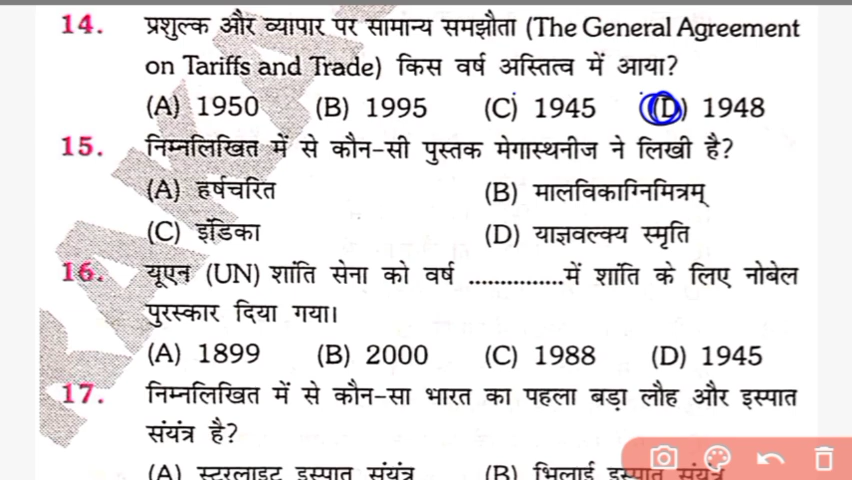 14. प्रशुल्क और व्यापार पर सामान्य समझौता (The General Agreement
on Tariffs and Trade) किस वर्ष अस्तित्व में आया?
(A) 1950 (B) 1995 (C) 1945 (D) 1948
15. निम्नलिखित में से कौन-सी पुस्तक मेगास्थनीज ने लिखी है?
(A) हर्षचरित (B) मालविकाग्निमित्रम्
(C) इंडिका (D) याज्ञवल्क्य स्मृति
16. यूएन (UN) शांति सेना को वर्ष ...............में शांति के लिए नोबेल
पुरस्कार दिया गया।
(A) 1899 (B) 2000 (C) 1988 (D) 1945
17. निम्नलिखित में से कौन-सा भारत का पहला बड़ा लौह और इस्पात
संयंत्र है?
(A) स्टरलाइट इस्पात संयंत्र (B) भिलाई इस्पात संयंत्र